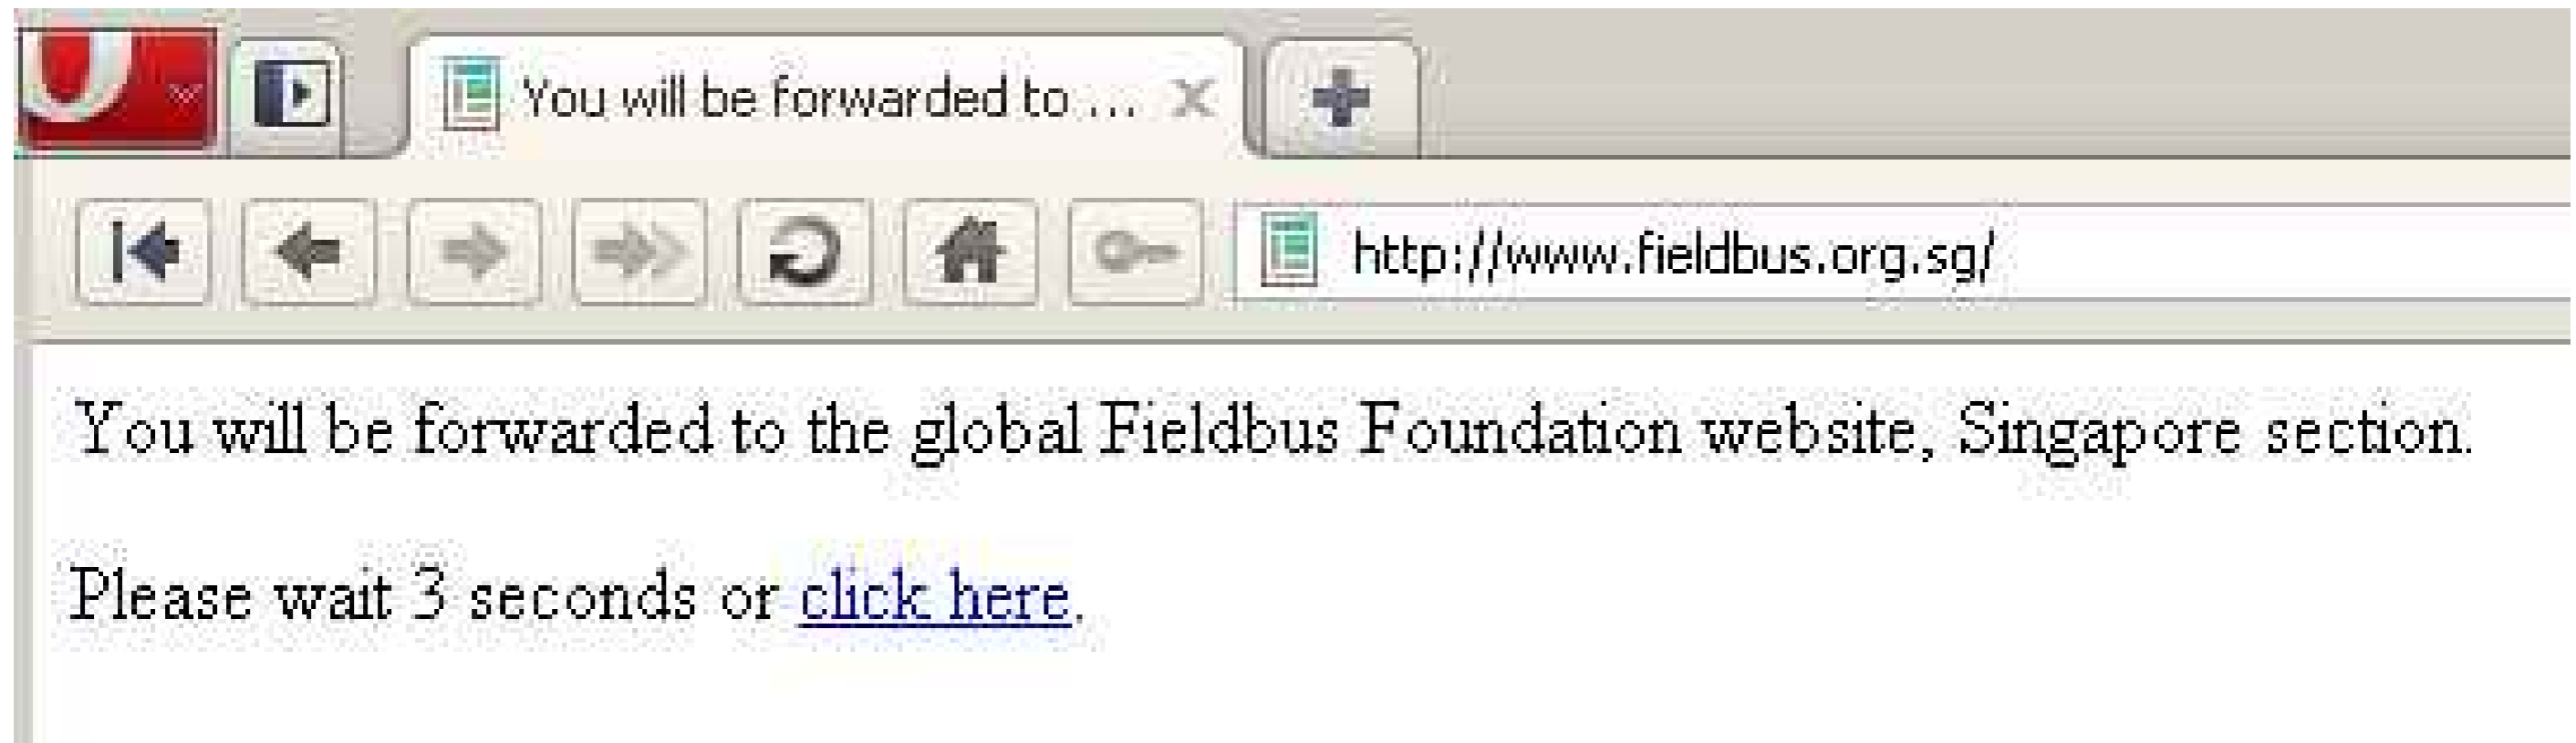 You will be forwarded to ...
http://www.fieldbus.org.sg/
You will be forwarded to the global Fieldbus Foundation website, Singapore section.
Please wait 3 seconds or click here.